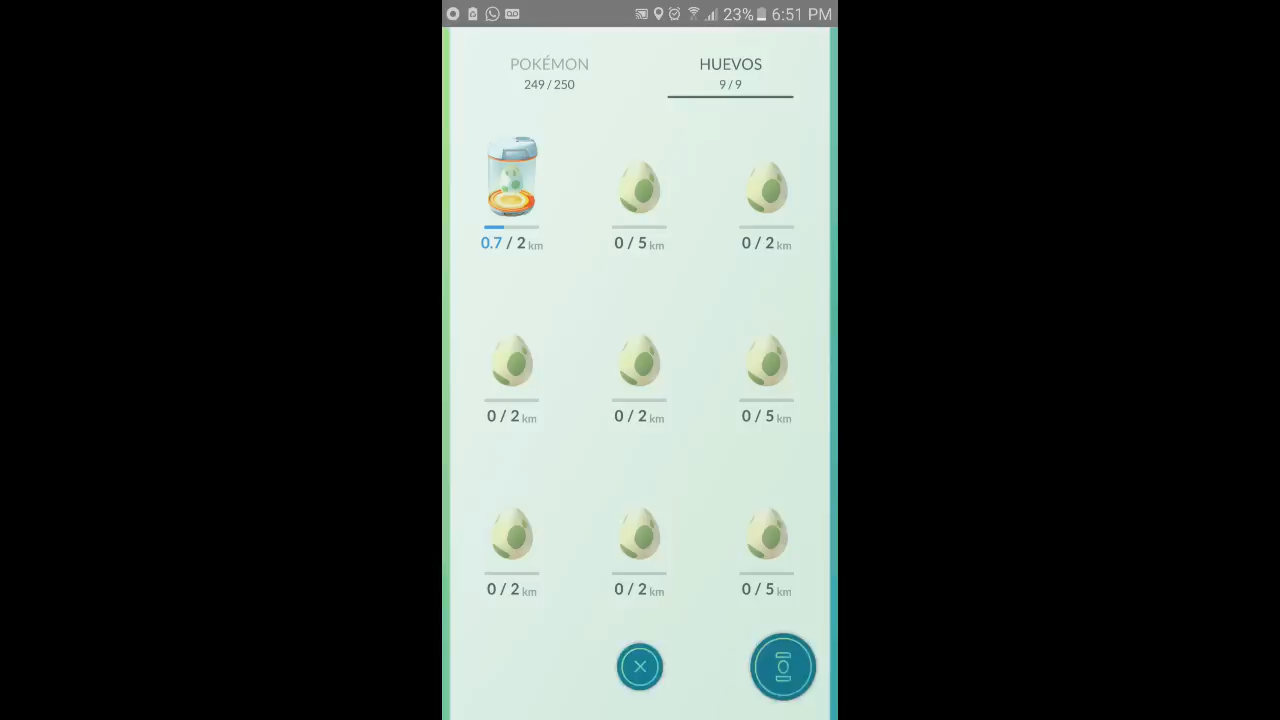 23% 6:51 PM
POKÉMON HUEVOS
249 / 250 9 / 9
0.7 / 2 km 0 / 5 km 0 / 2 km
0 / 2 km 0 / 2 km 0 / 5 km
0 / 2 km 0 / 2 km 0 / 5 km